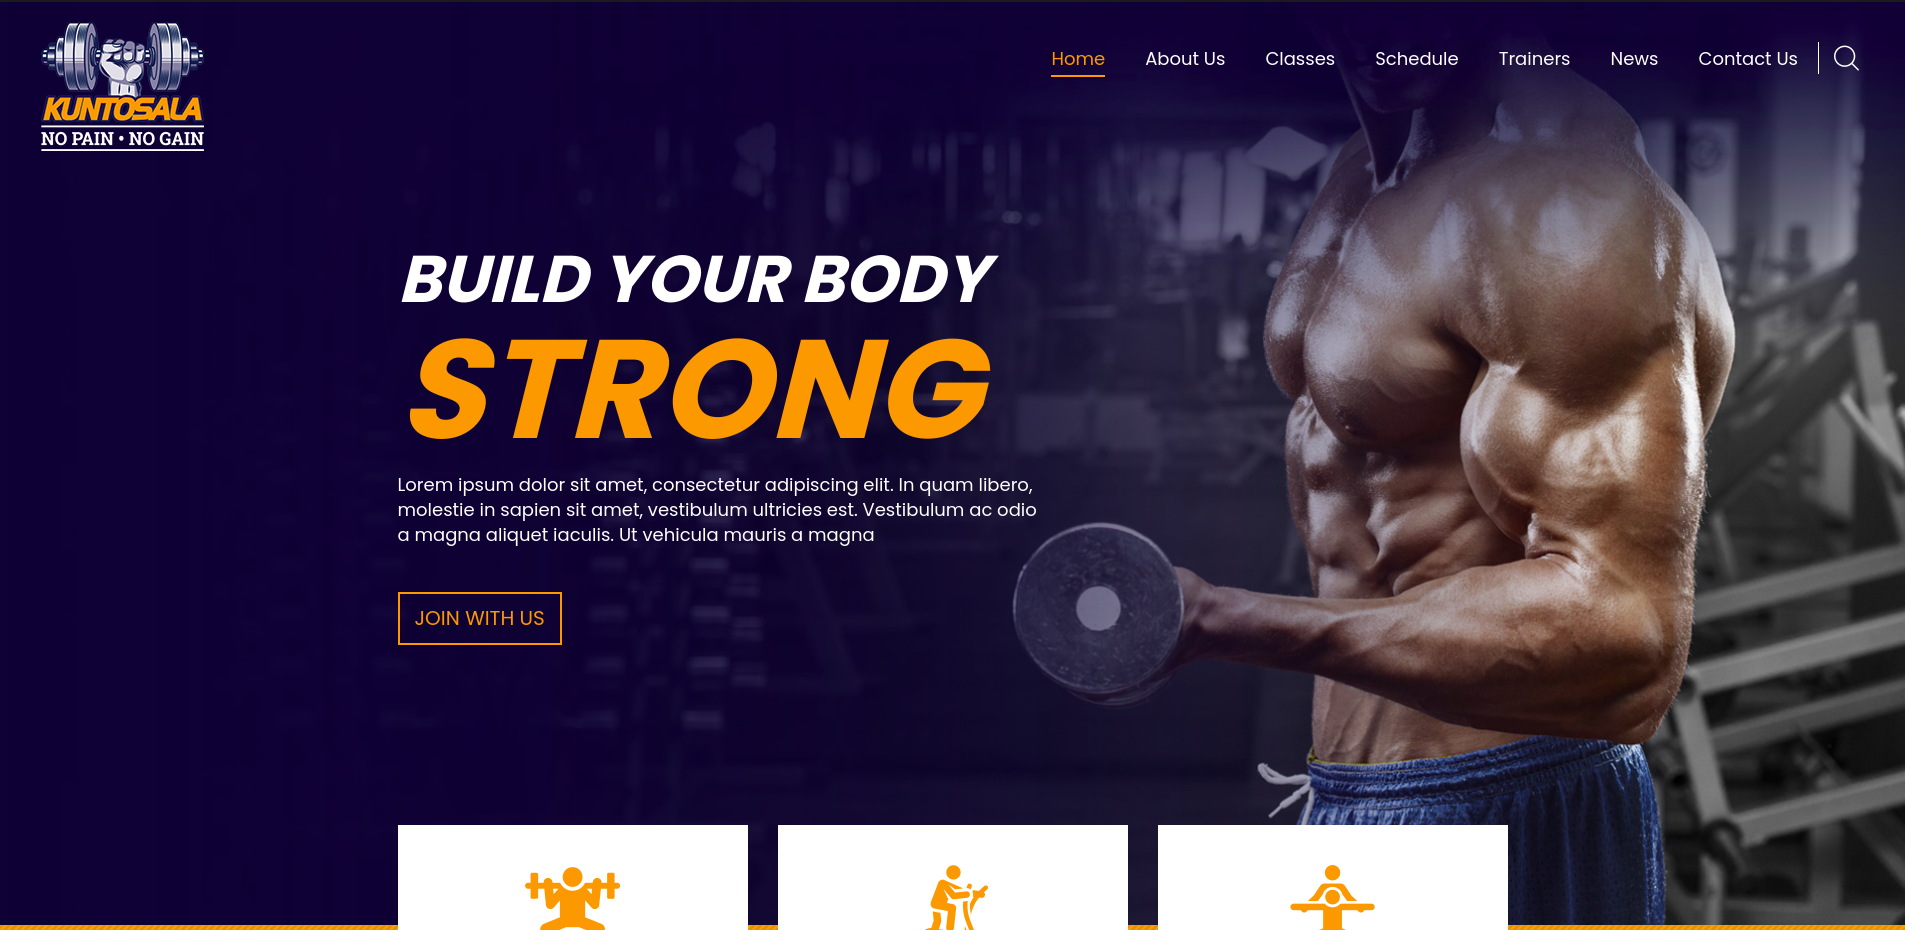 KUNTOSALA
NO PAIN • NO GAIN
Home About Us Classes Schedule Trainers News Contact Us
BUILD YOUR BODY
STRONG
Lorem ipsum dolor sit amet, consectetur adipiscing elit. In quam libero,
molestie in sapien sit amet, vestibulum ultricies est. Vestibulum ac odio
a magna aliquet iaculis. Ut vehicula mauris a magna
JOIN WITH US